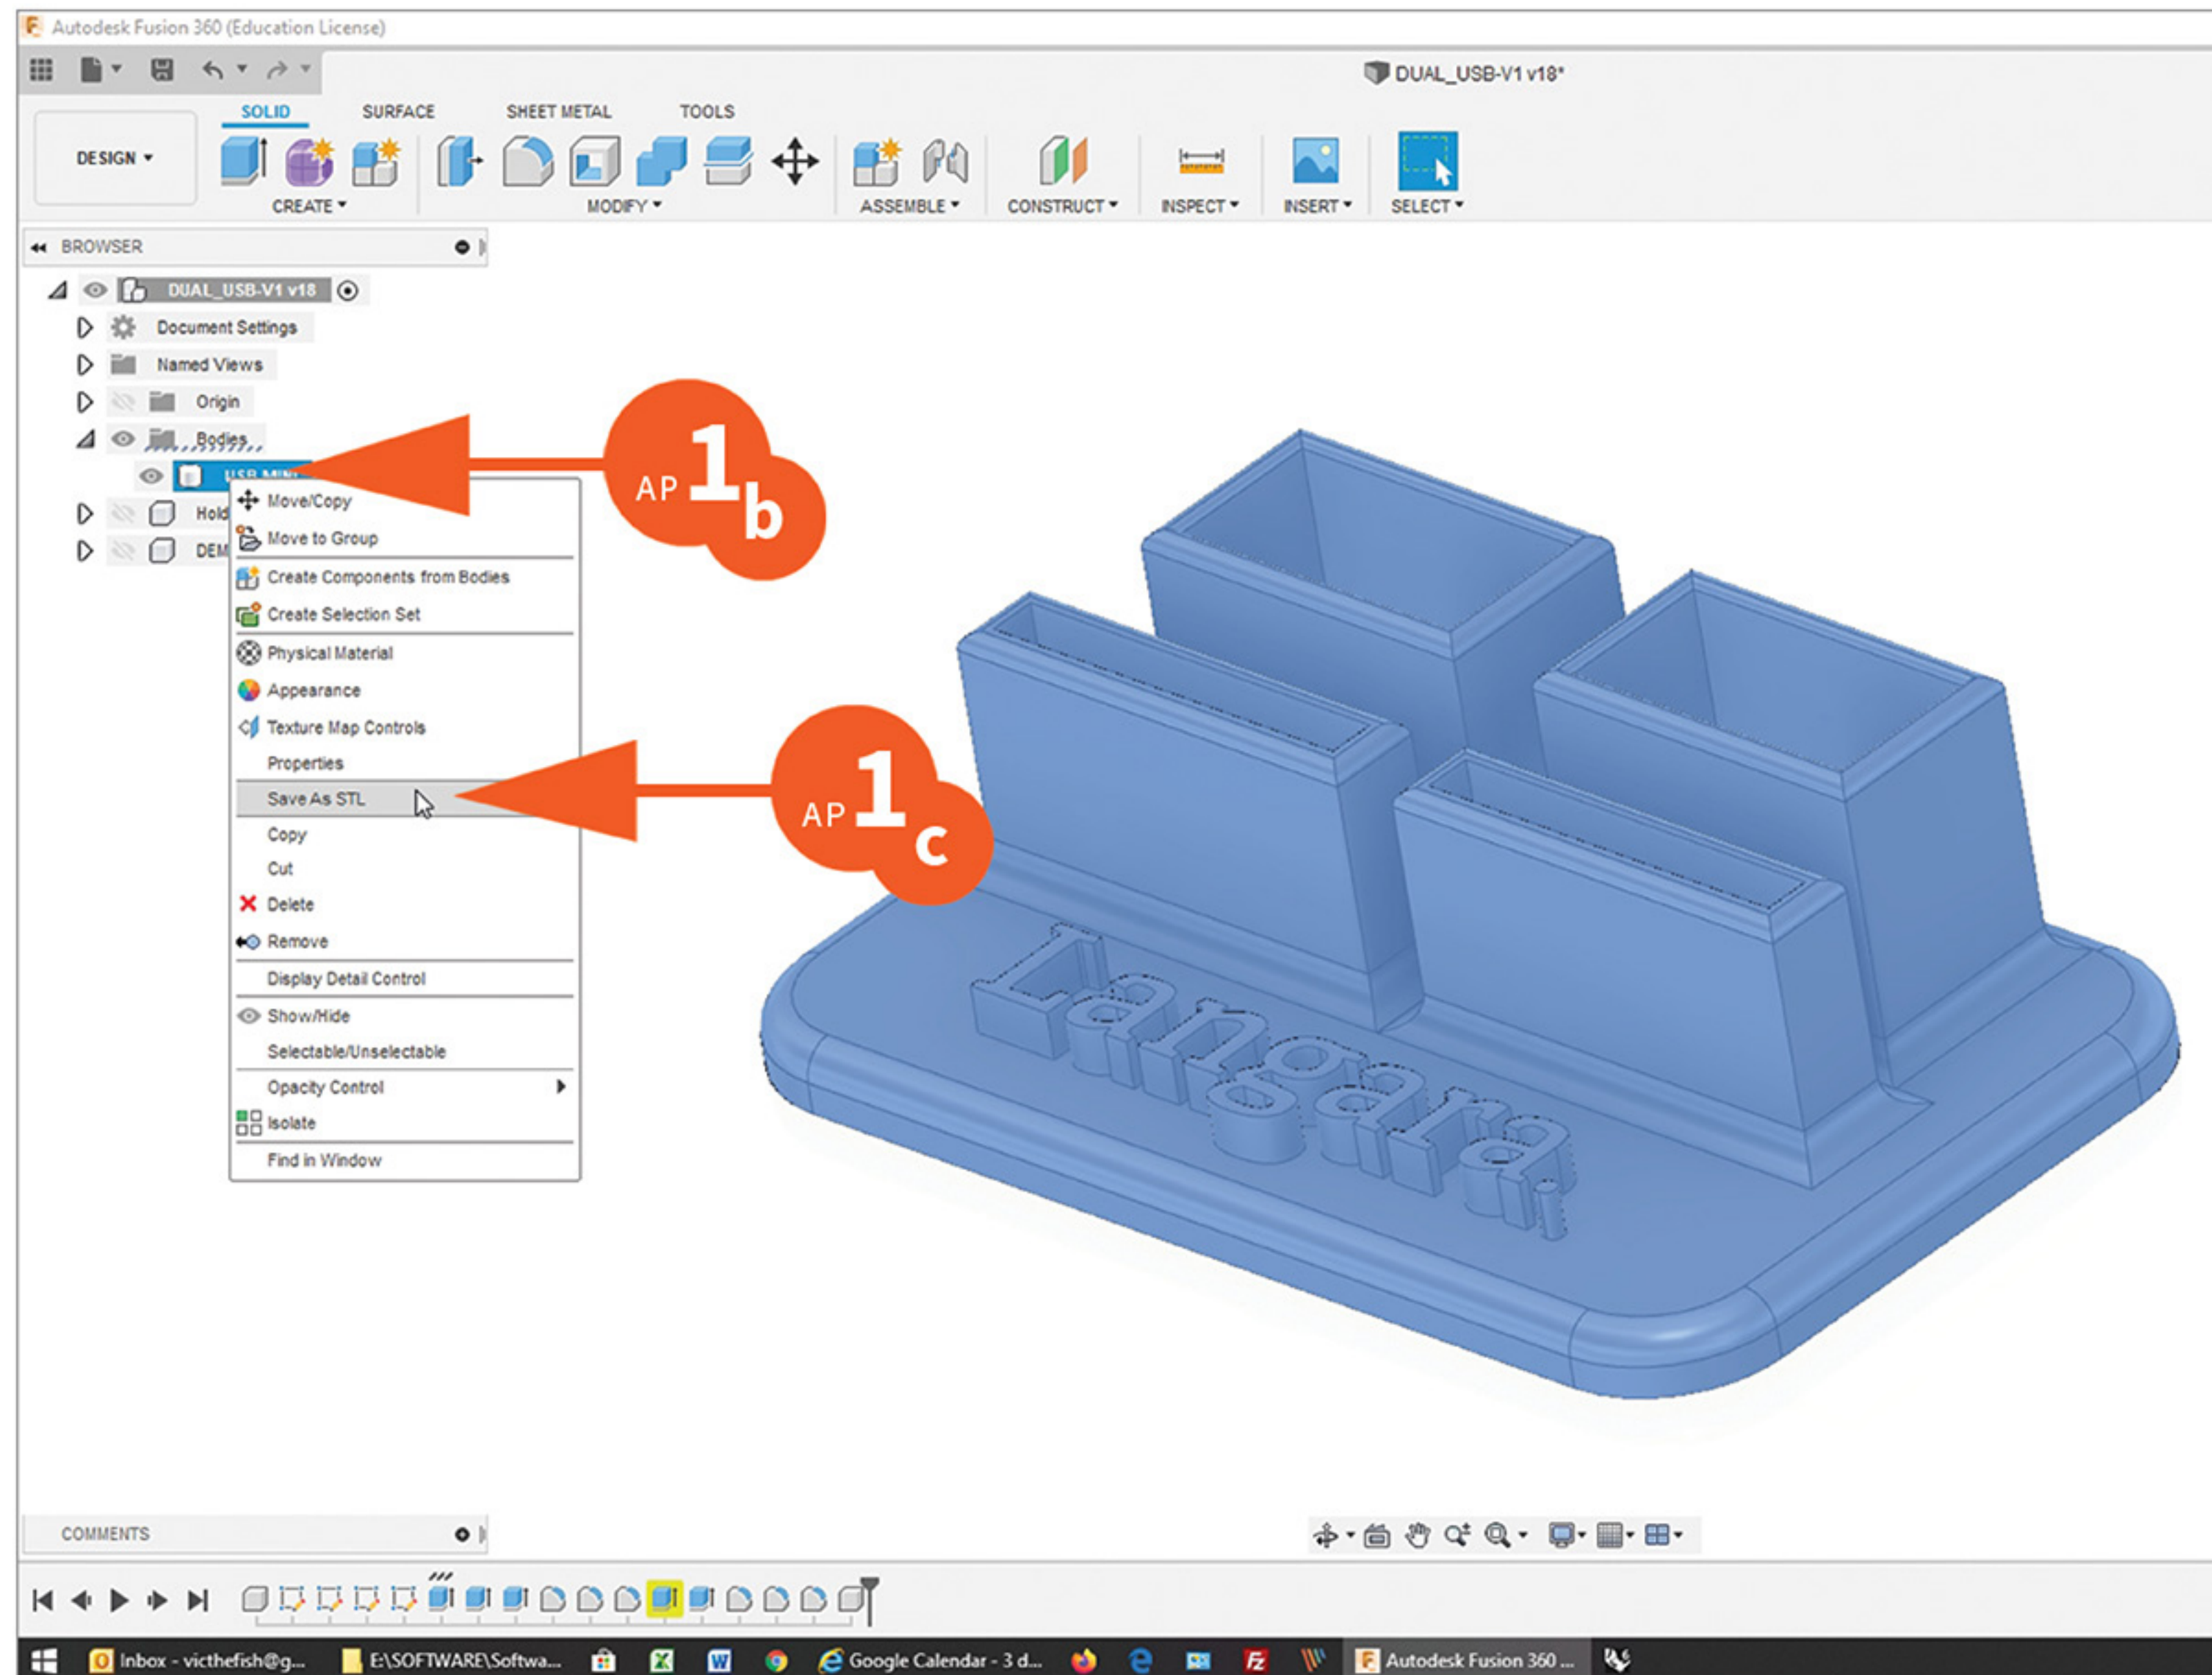 Autodesk Fusion 360 (Education License)
DUAL_USB-V1 v18*
SOLID SURFACE SHEET METAL TOOLS
DESIGN
CREATE MODIFY ASSEMBLE CONSTRUCT INSPECT INSERT SELECT
BROWSER
DUAL_USB-V1 v18
Document Settings
Named Views
Origin
Bodies
USB MINI
Hold
DEM
Move/Copy
Move to Group
Create Components from Bodies
Create Selection Set
Physical Material
Appearance
Texture Map Controls
Properties
Save As STL
Copy
Cut
Delete
Remove
Display Detail Control
Show/Hide
Selectable/Unselectable
Opacity Control
Isolate
Find in Window
AP 1 b
AP 1 c
Langara
COMMENTS
Inbox - victhefish@g... E:\SOFTWARE\Softwa... Google Calendar - 3 d... Autodesk Fusion 360 ...